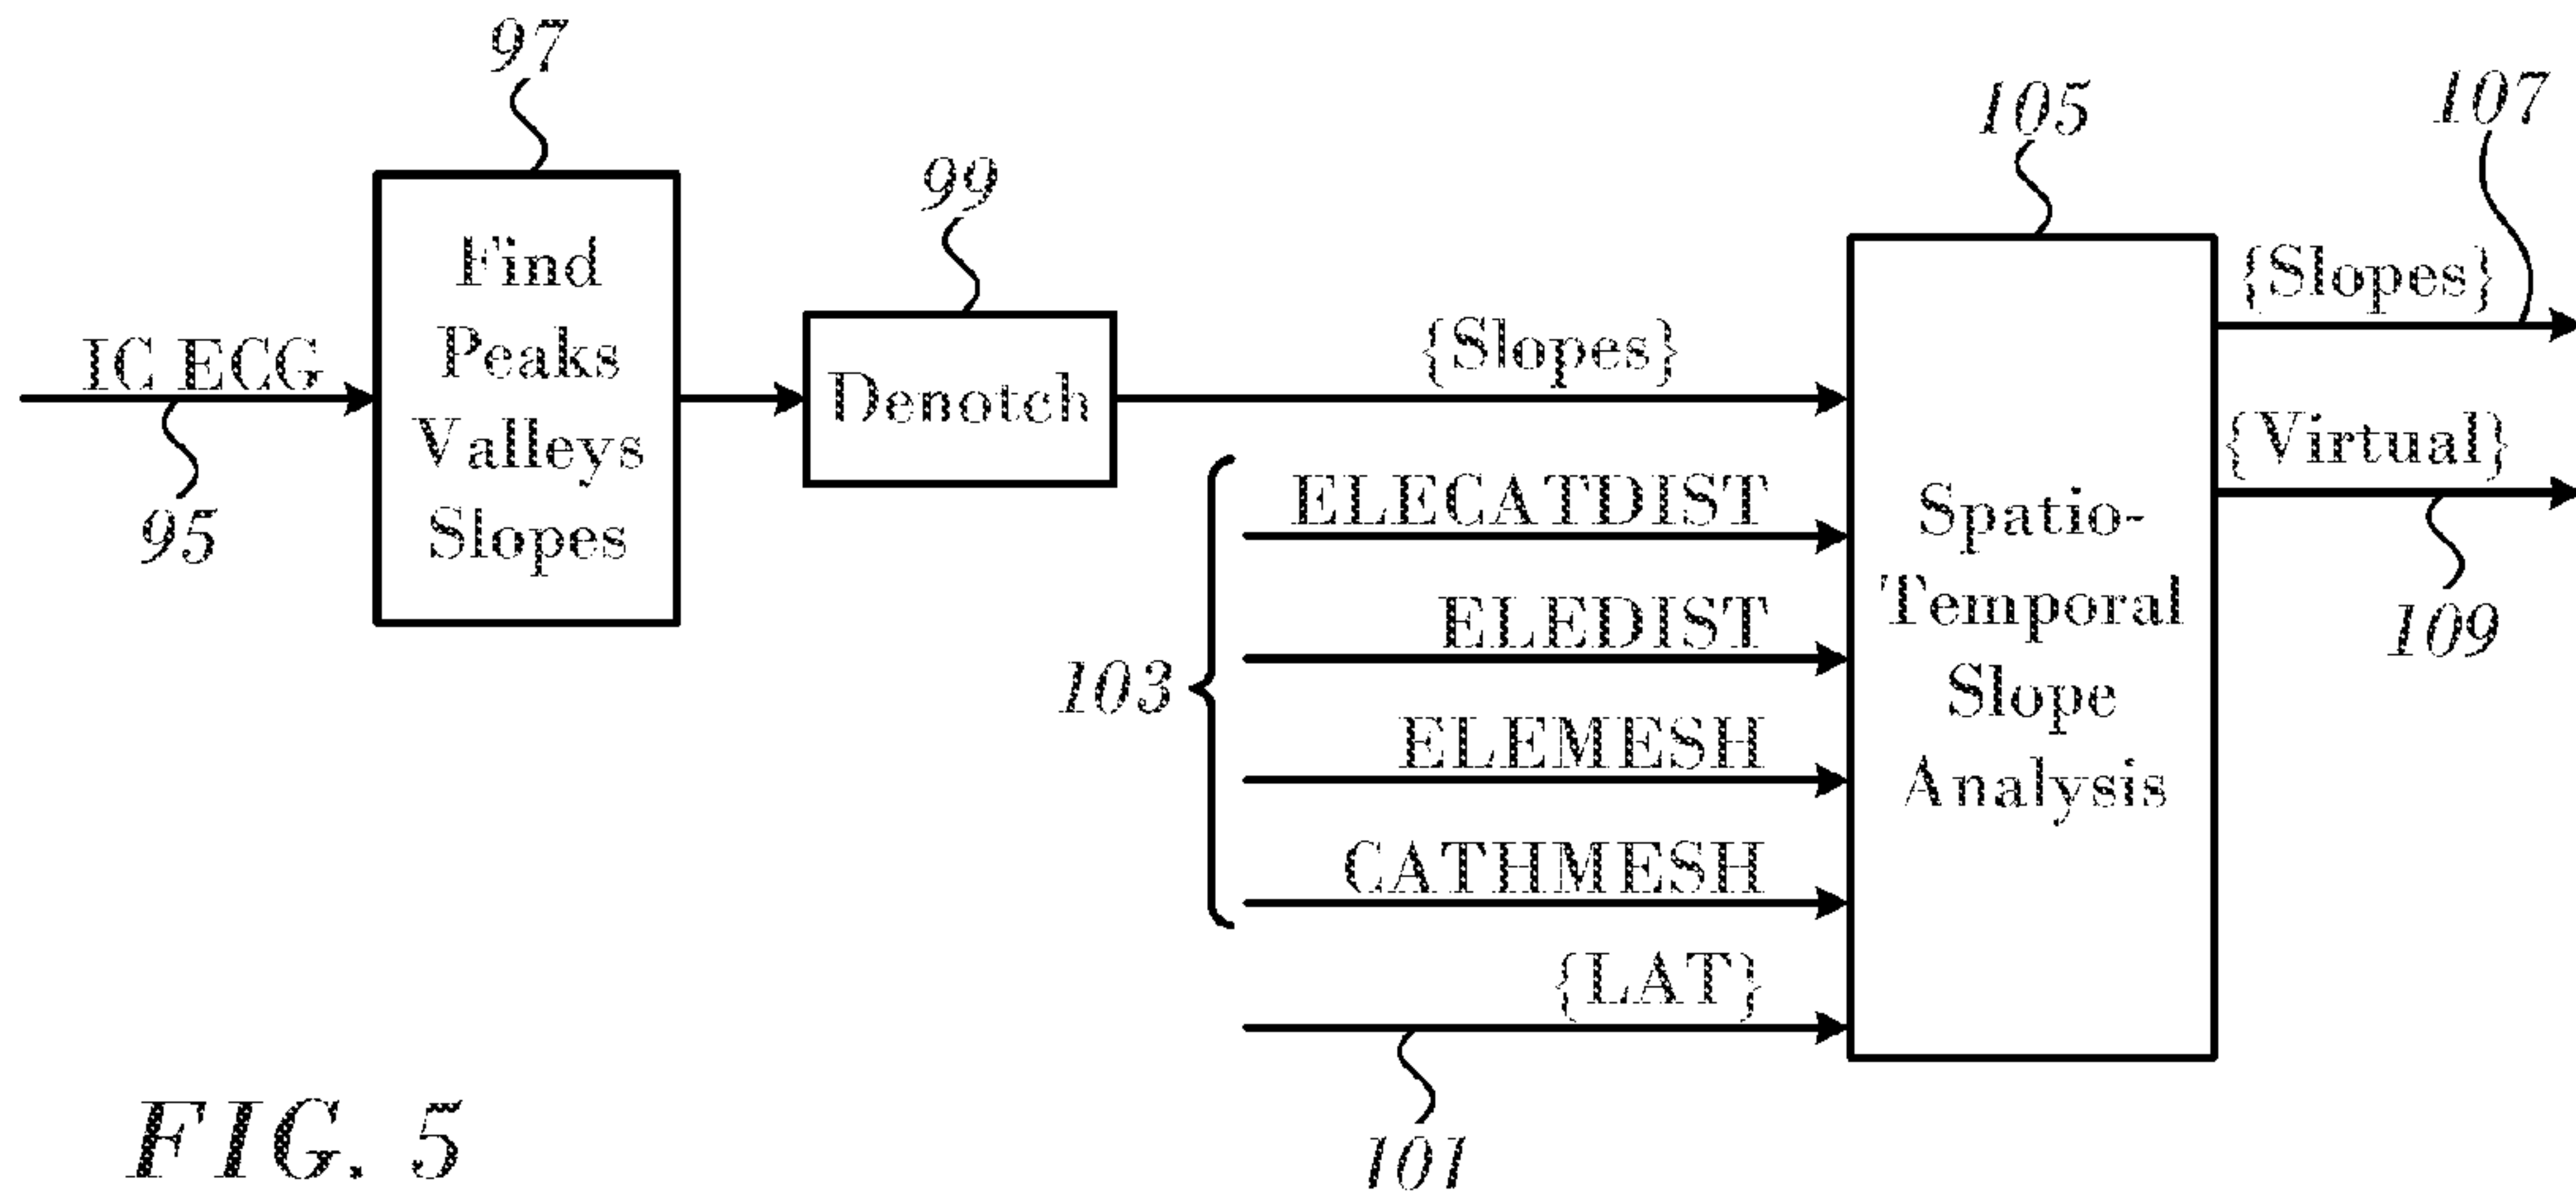 97
IC ECG
95
Find
Peaks
Valleys
Slopes
99
Denotch
{Slopes}
103
ELECATDIST
ELEDIST
ELEMESH
CATHMESH
{LAT}
101
105
Spatio-
Temporal
Slope
Analysis
107
{Slopes}
{Virtual}
109
FIG. 5